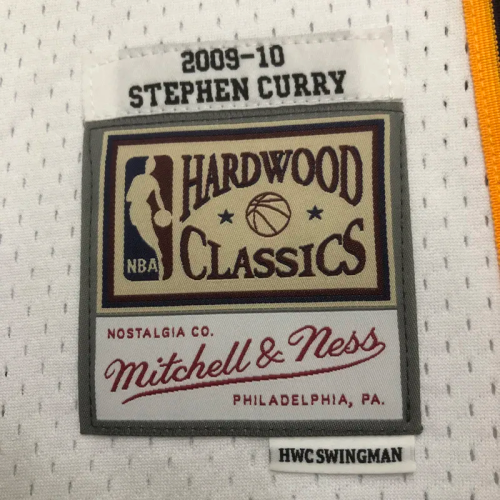 2009-10
STEPHEN CURRY
HARDWOOD
NBA
CLASSICS
NOSTALGIA CO.
Mitchell & Ness
PHILADELPHIA, PA.
HWC SWINGMAN